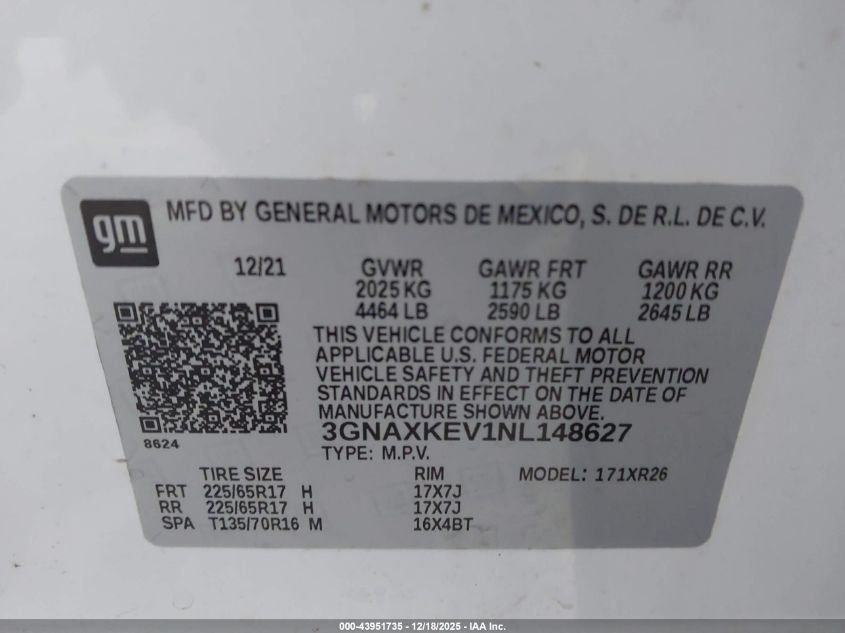 gm
MFD BY GENERAL MOTORS DE MEXICO, S. DE R.L. DE C.V.
12/21 GVWR GAWR FRT GAWR RR
2025 KG 1175 KG 1200 KG
4464 LB 2590 LB 2645 LB
THIS VEHICLE CONFORMS TO ALL
APPLICABLE U.S. FEDERAL MOTOR
VEHICLE SAFETY AND THEFT PREVENTION
STANDARDS IN EFFECT ON THE DATE OF
MANUFACTURE SHOWN ABOVE.
8624
3GNAXKEV1NL148627
TYPE: M.P.V.
TIRE SIZE RIM MODEL: 171XR26
FRT 225/65R17 H 17X7J
RR 225/65R17 H 17X7J
SPA T135/70R16 M 16X4BT
000-43951735 - 12/18/2025 - IAA Inc.